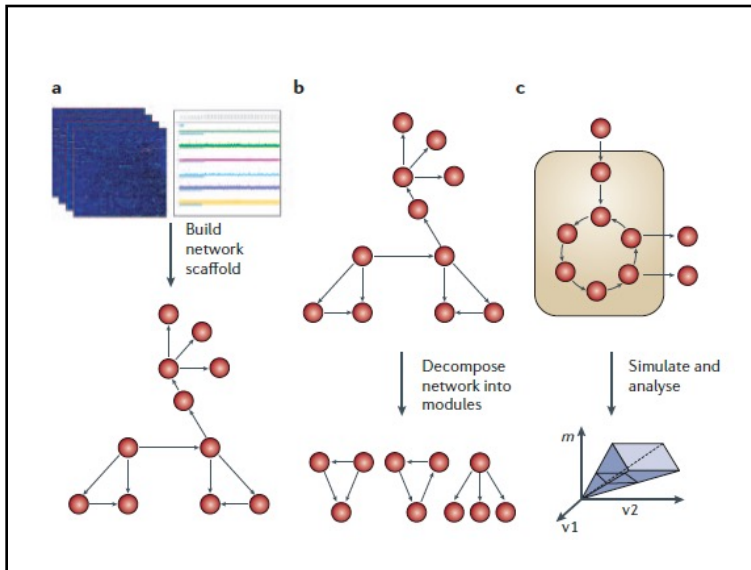 a
Build
network
scaffold
b
Decompose
network into
modules
c
Simulate and
analyse
m
v1
v2